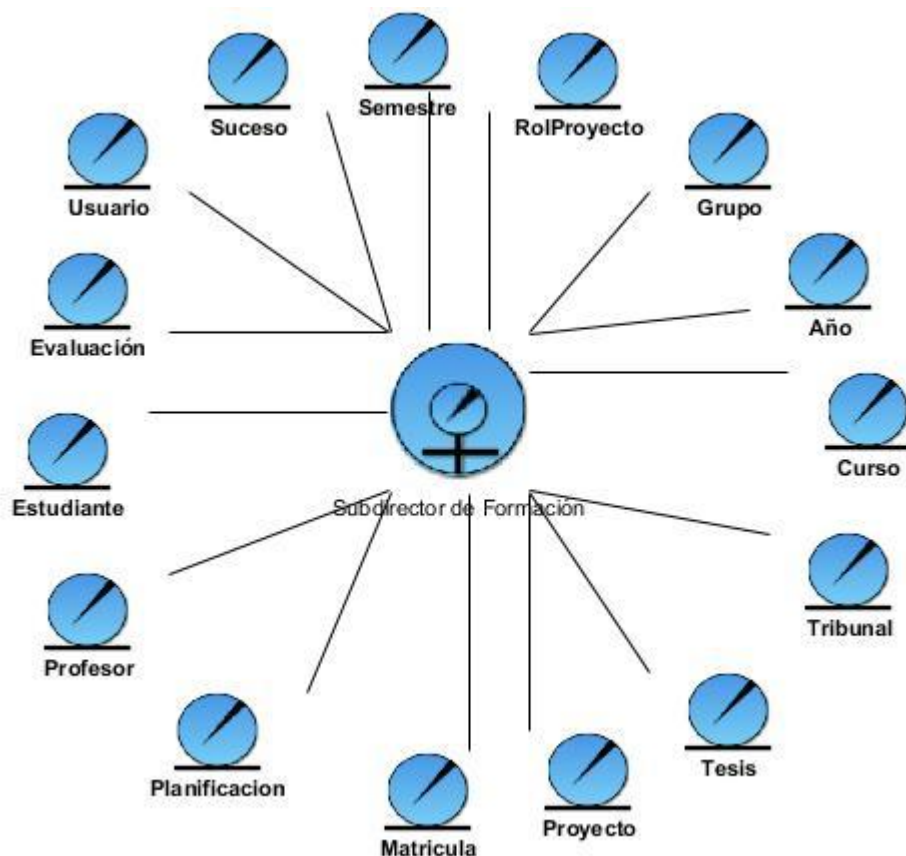 Semestre
Suceso
RolProyecto
Usuario
Grupo
Año
Evaluación
Curso
Estudiante
Subdirector de Formación
Tribunal
Profesor
Tesis
Planificacion
Proyecto
Matricula